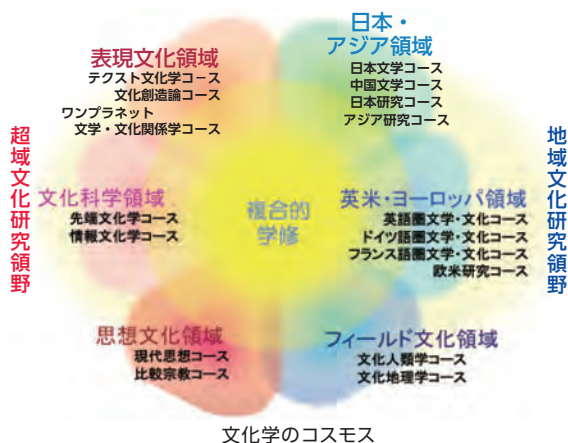 表現文化領域
テクスト文化学コース
文化創造論コース
ワンプラネット
文学・文化関係学コース
日本・
アジア領域
日本文学コース
中国文学コース
日本研究コース
アジア研究コース
超域文化研究領野
文化科学領域
先端文化学コース
情報文化学コース
複合的
学修
英米・ヨーロッパ領域
英語圏文学・文化コース
ドイツ語圏文学・文化コース
フランス語圏文学・文化コース
欧米研究コース
地域文化研究領野
思想文化領域
現代思想コース
比較宗教コース
フィールド文化領域
文化人類学コース
文化地理学コース
文化学のコスモス